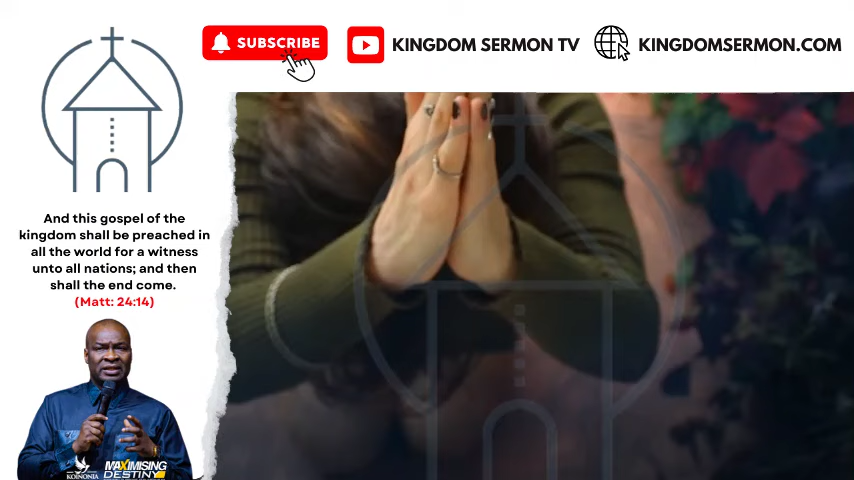 SUBSCRIBE
KINGDOM SERMON TV
KINGDOMSERMON.COM
And this gospel of the
kingdom shall be preached in
all the world for a witness
unto all nations; and then
shall the end come.
(Matt: 24:14)
KOINONIA
MAXIMISING
DESTINY